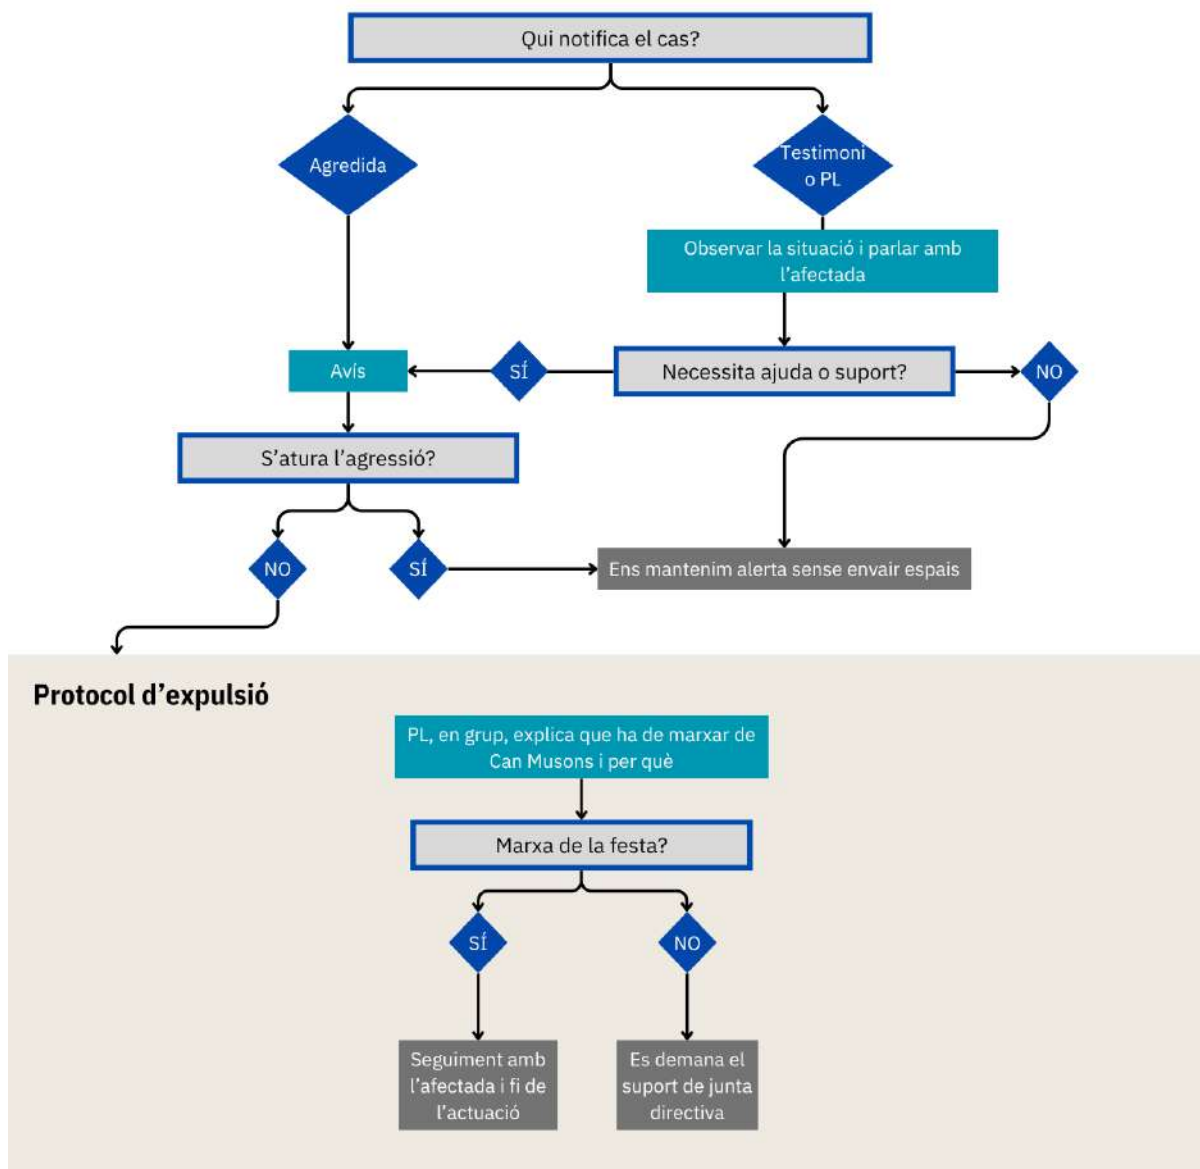 Qui notifica el cas?
Agredida
Testimoni
o PL
Observar la situació i parlar amb
l'afectada
Avís
SÍ
Necessita ajuda o suport?
NO
S'atura l'agressió?
NO
SÍ
Ens mantenim alerta sense envair espais
Protocol d'expulsió
PL, en grup, explica que ha de marxar de
Can Musons i per què
Marxa de la festa?
SÍ
NO
Seguiment amb
l'afectada i fi de
l'actuació
Es demana el
suport de junta
directiva